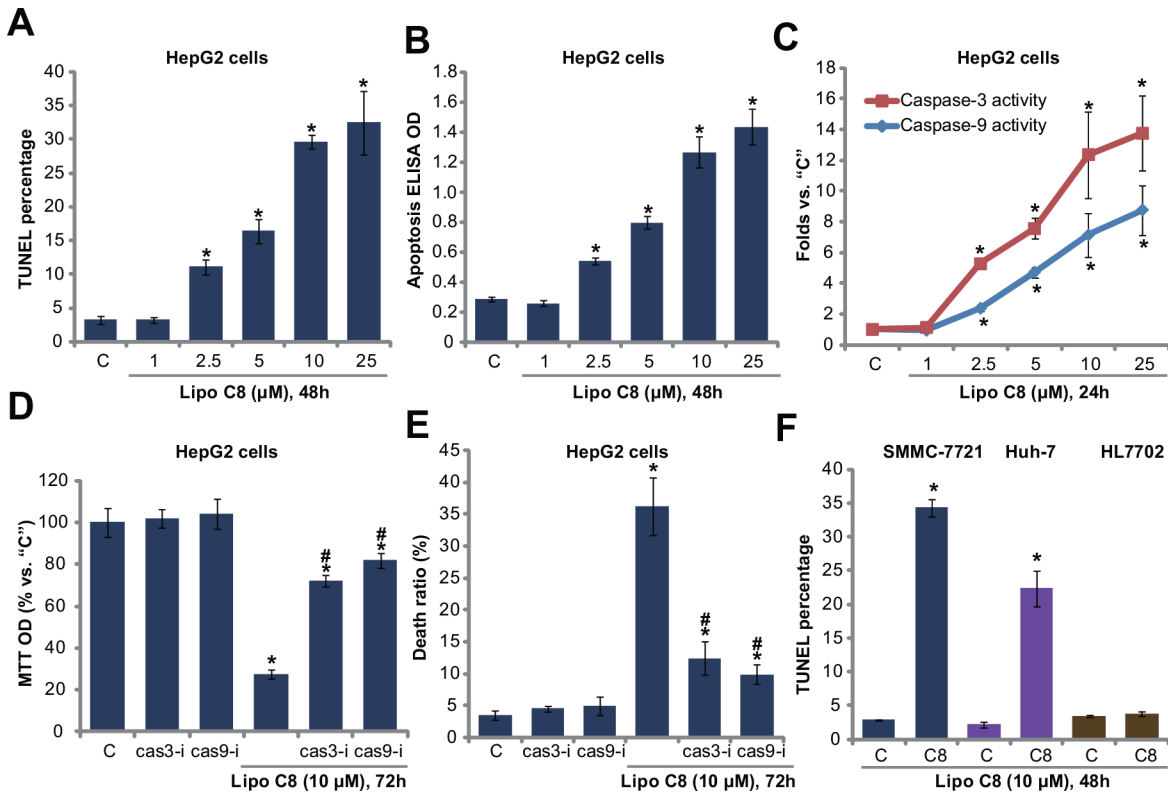 A
HepG2 cells
TUNEL percentage
40
35
30
25
20
15
10
5
0
*
*
*
*
C 1 2.5 5 10 25
Lipo C8 (µM), 48h
B
HepG2 cells
Apoptosis ELISA OD
1.8
1.6
1.4
1.2
1.0
0.8
0.6
0.4
0.2
0
*
*
*
*
C 1 2.5 5 10 25
Lipo C8 (µM), 48h
C
HepG2 cells
Folds vs. “C”
18
16
14
12
10
8
6
4
2
0
Caspase-3 activity
Caspase-9 activity
* * * *
* * * *
C 1 2.5 5 10 25
Lipo C8 (µM), 24h
D
HepG2 cells
MTT OD (% vs. “C”)
120
100
80
60
40
20
0
*
#
*
#
*
C cas3-i cas9-i cas3-i cas9-i
Lipo C8 (10 µM), 72h
E
HepG2 cells
Death ratio (%)
45
40
35
30
25
20
15
10
5
0
*
#
*
#
*
C cas3-i cas9-i cas3-i cas9-i
Lipo C8 (10 µM), 72h
F
SMMC-7721 Huh-7 HL7702
TUNEL percentage
40
35
30
25
20
15
10
5
0
*
*
C C8 C C8 C C8
Lipo C8 (10 µM), 48h